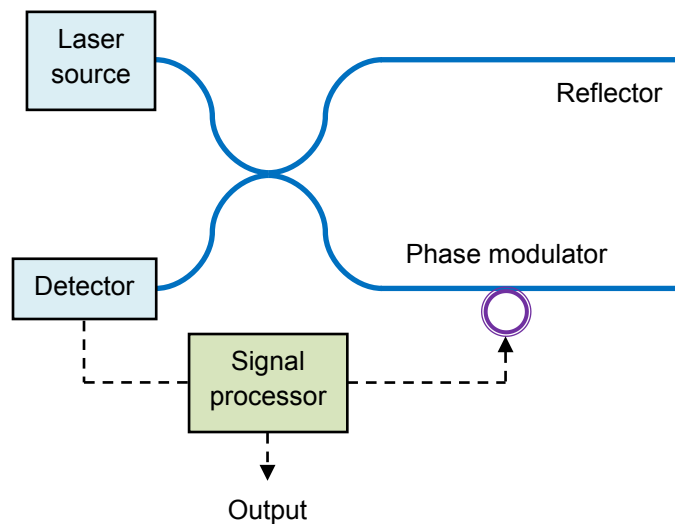 Laser
source
Reflector
Phase modulator
Detector
Signal
processor
Output